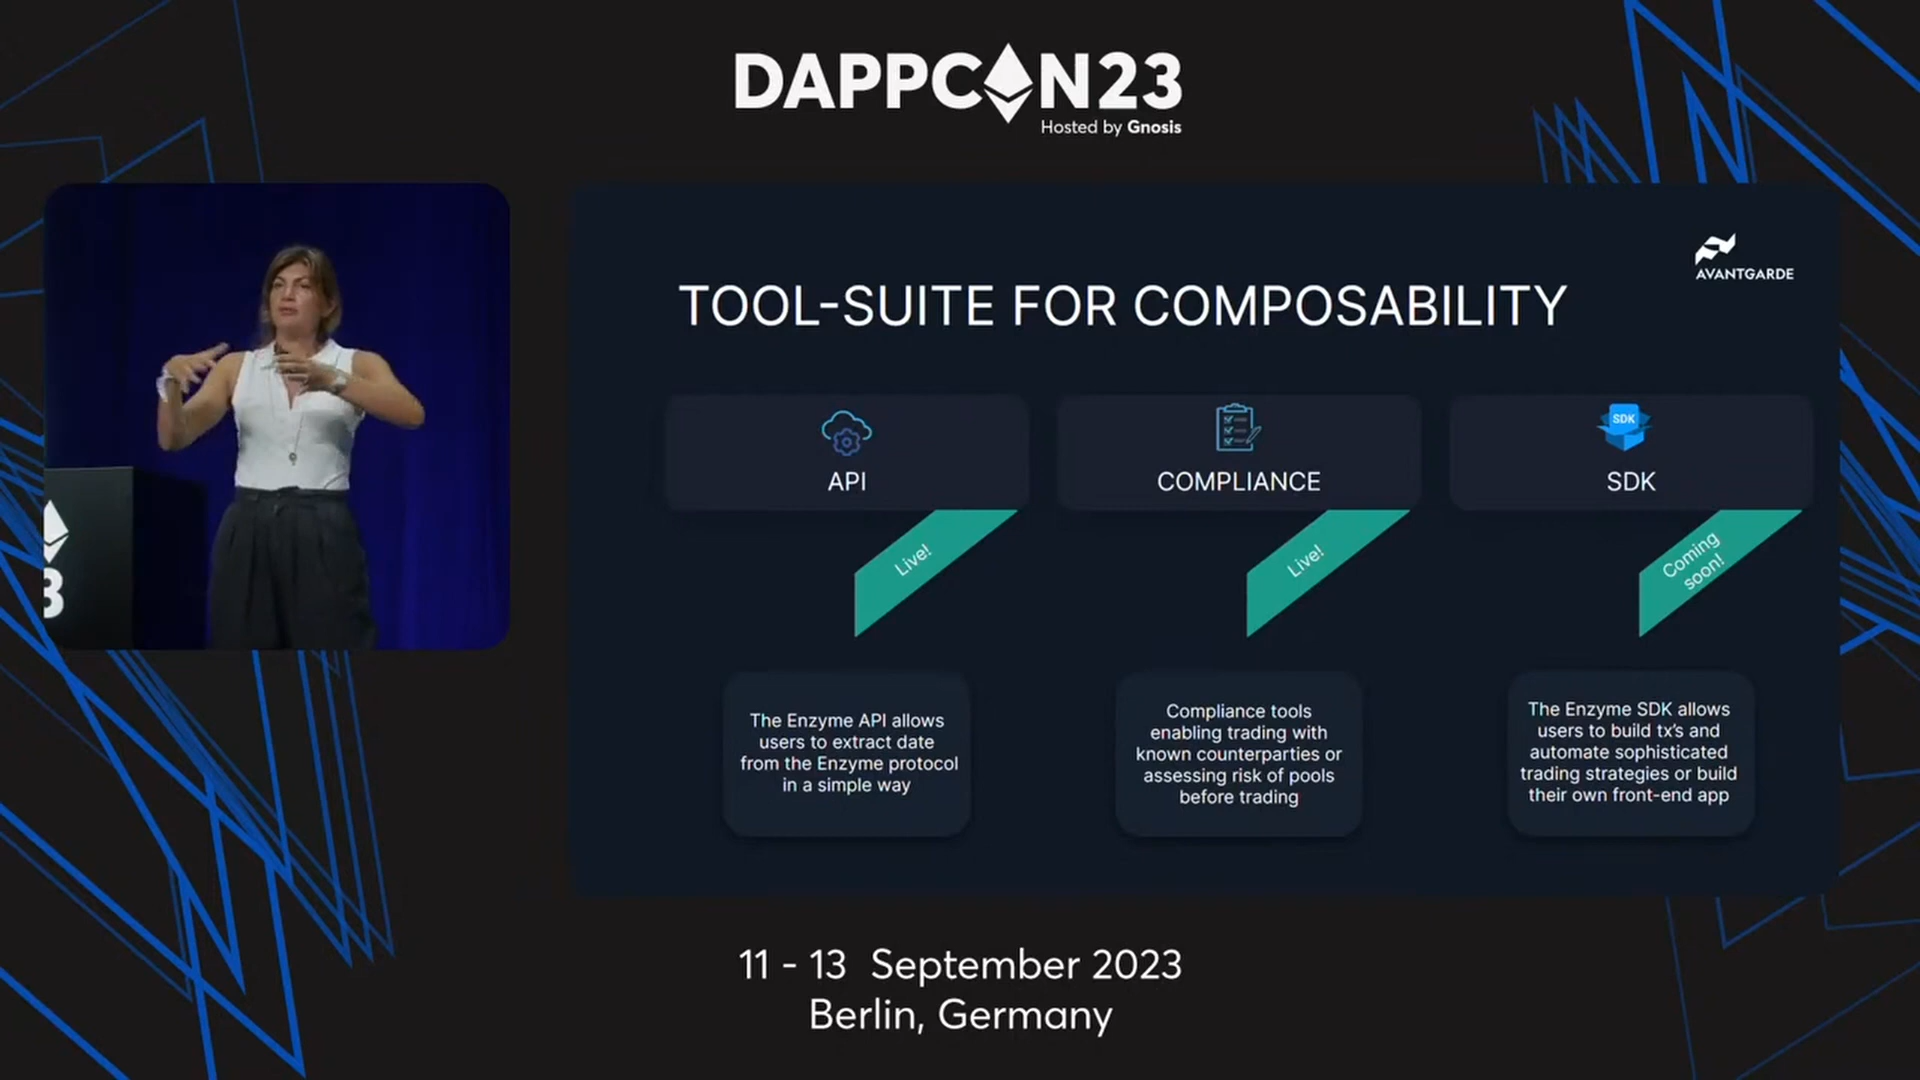 DAPPCON23
Hosted by Gnosis
AVANTGARDE
TOOL-SUITE FOR COMPOSABILITY
API
COMPLIANCE
SDK
SDK
Live!
Live!
Coming
soon!
The Enzyme API allows
users to extract date
from the Enzyme protocol
in a simple way
Compliance tools
enabling trading with
known counterparties or
assessing risk of pools
before trading
The Enzyme SDK allows
users to build tx's and
automate sophisticated
trading strategies or build
their own front-end app
3
11 - 13 September 2023
Berlin, Germany